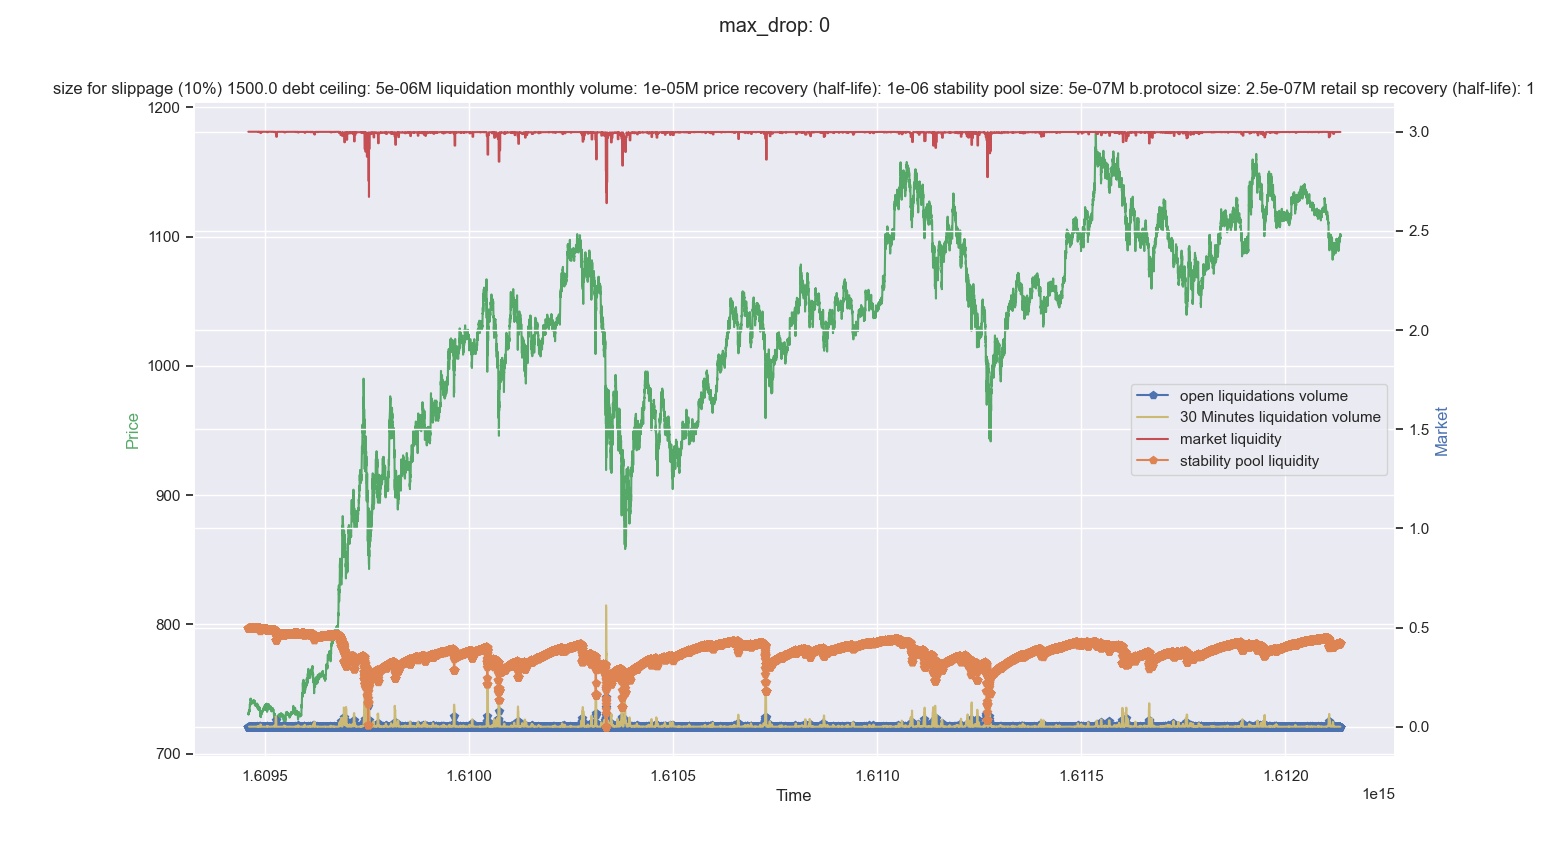 max_drop: 0
size for slippage (10%) 1500.0 debt ceiling: 5e-06M liquidation monthly volume: 1e-05M price recovery (half-life): 1e-06 stability pool size: 5e-07M b.protocol size: 2.5e-07M retail sp recovery (half-life): 1
1200
1100
1000
900
800
700
Price
3.0
2.5
2.0
1.5
1.0
0.5
0.0
Market
open liquidations volume
30 Minutes liquidation volume
market liquidity
stability pool liquidity
1.6095 1.6100 1.6105 1.6110 1.6115 1.6120
Time
1e15